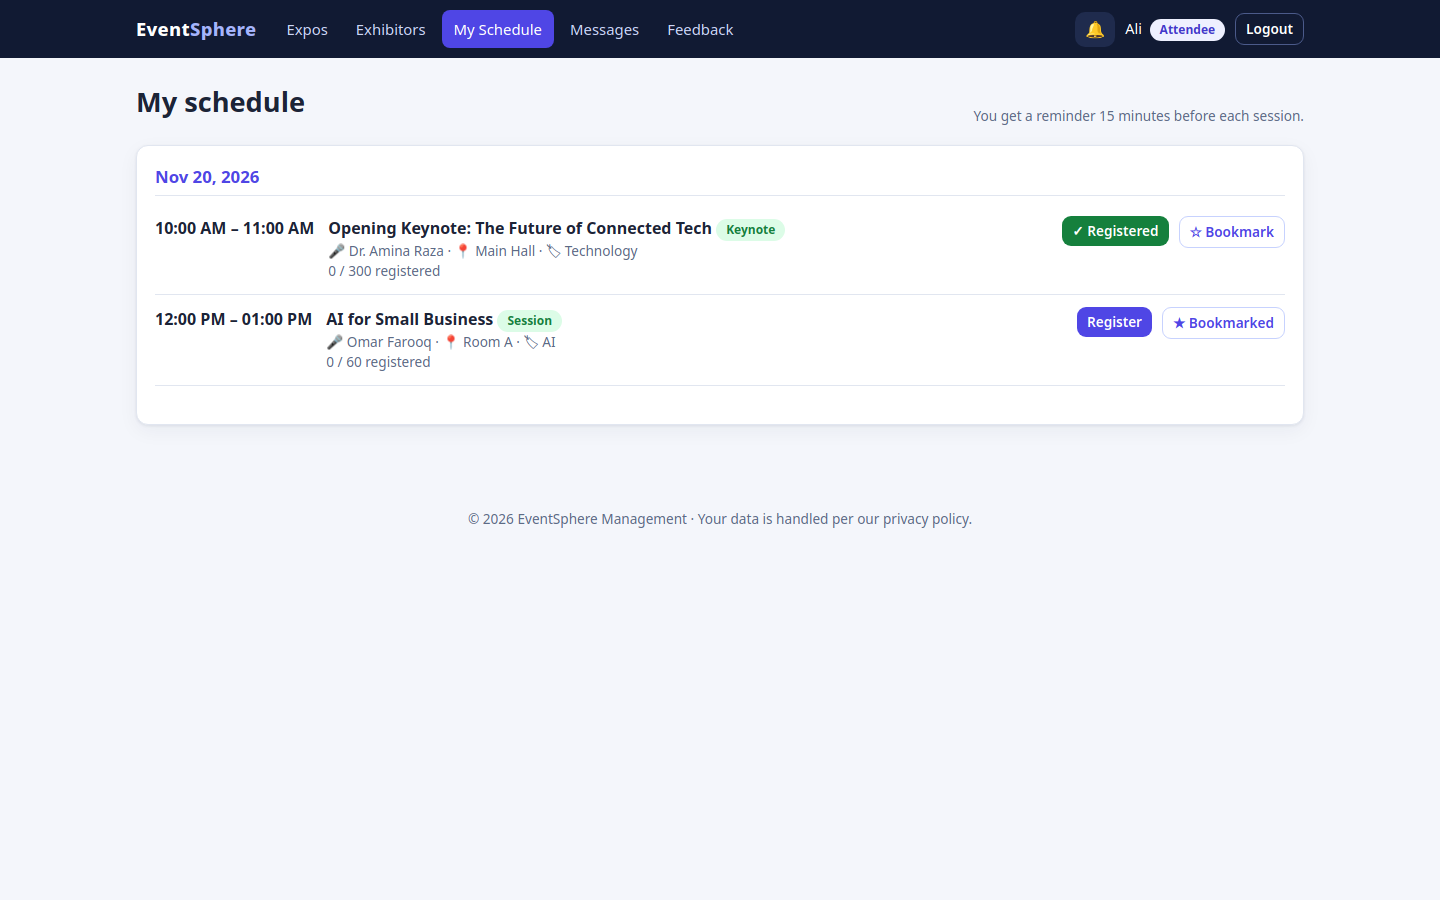 EventSphere Expos Exhibitors My Schedule Messages Feedback 🔔 Ali Attendee Logout
My schedule
You get a reminder 15 minutes before each session.
Nov 20, 2026
10:00 AM – 11:00 AM Opening Keynote: The Future of Connected Tech Keynote ✓ Registered ☆ Bookmark
🎤 Dr. Amina Raza · 📍 Main Hall · 🏷 Technology
0 / 300 registered
12:00 PM – 01:00 PM AI for Small Business Session Register ★ Bookmarked
🎤 Omar Farooq · 📍 Room A · 🏷 AI
0 / 60 registered
© 2026 EventSphere Management · Your data is handled per our privacy policy.